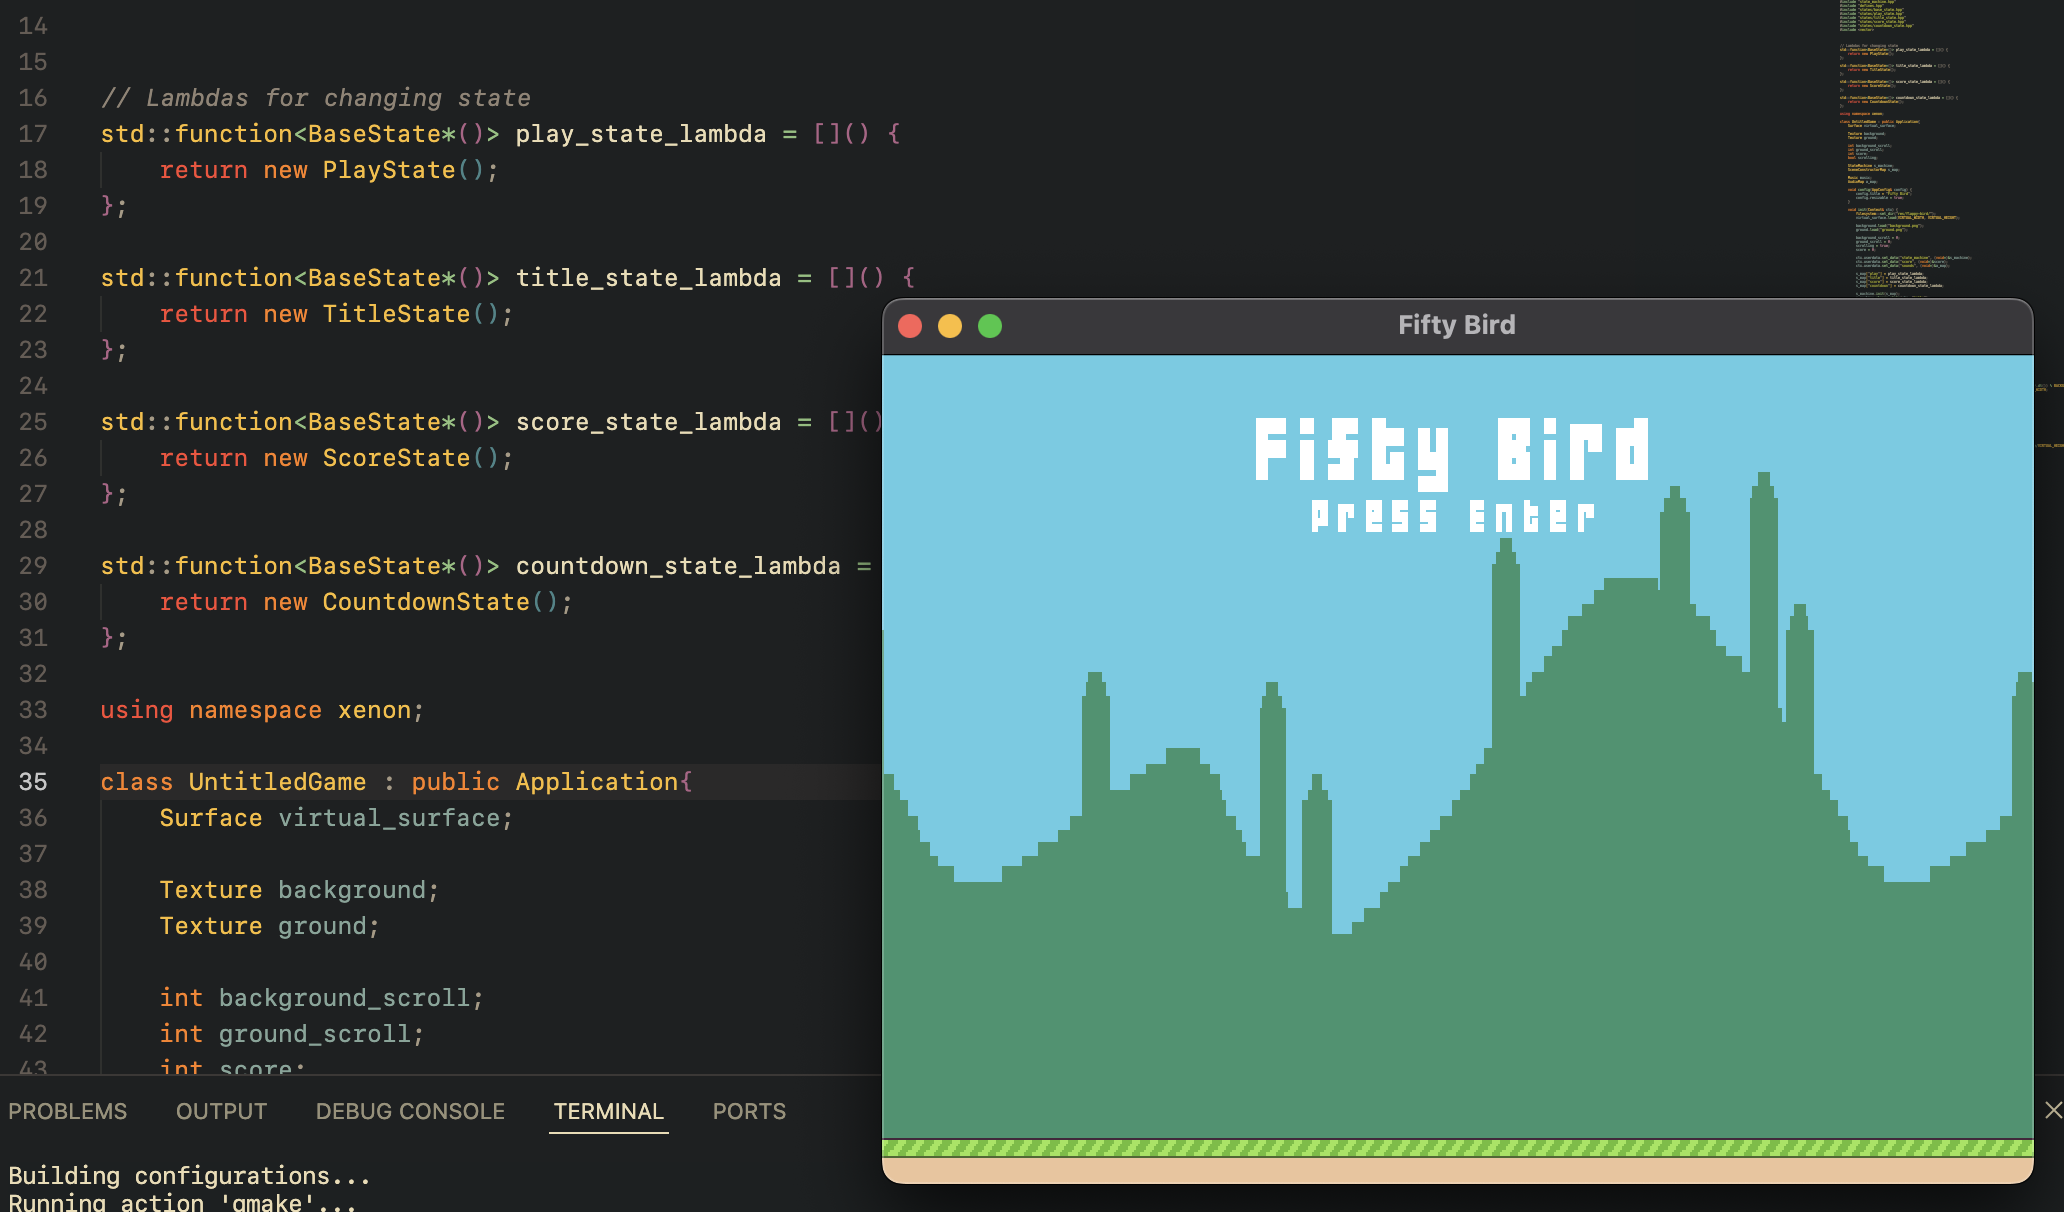 14
15
16 // Lambdas for changing state
17 std::function<BaseState*()> play_state_lambda = []() {
18 return new PlayState();
19 };
20
21 std::function<BaseState*()> title_state_lambda = []() {
22 return new TitleState();
23 };
24
25 std::function<BaseState*()> score_state_lambda = []()
26 return new ScoreState();
27 };
28
29 std::function<BaseState*()> countdown_state_lambda =
30 return new CountdownState();
31 };
32
33 using namespace xenon;
34
35 class UntitledGame : public Application{
36 Surface virtual_surface;
37
38 Texture background;
39 Texture ground;
40
41 int background_scroll;
42 int ground_scroll;
43 int score;
Fifty Bird
Fifty Bird
Press Enter
PROBLEMS OUTPUT DEBUG CONSOLE TERMINAL PORTS
Building configurations...
Running action 'gmake'...